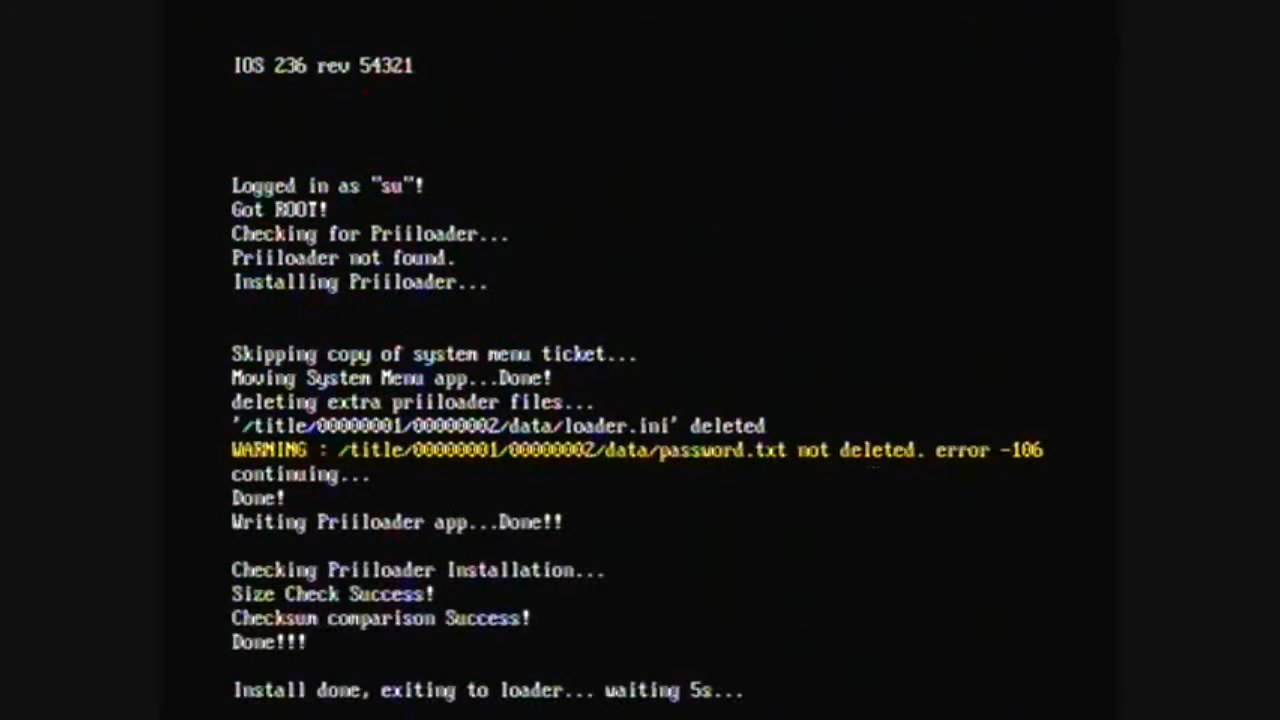 IOS 236 rev 54321
Logged in as "su"!
Got ROOT!
Checking for Priiloader...
Priiloader not found.
Installing Priiloader...
Skipping copy of system menu ticket...
Moving System Menu app...Done!
deleting extra priiloader files...
'/title/00000001/00000002/data/loader.ini' deleted
WARNING : /title/00000001/00000002/data/password.txt not deleted. error -106
continuing...
Done!
Writing Priiloader app...Done!!
Checking Priiloader Installation...
Size Check Success!
Checksum comparison Success!
Done!!!
Install done, exiting to loader... waiting 5s...